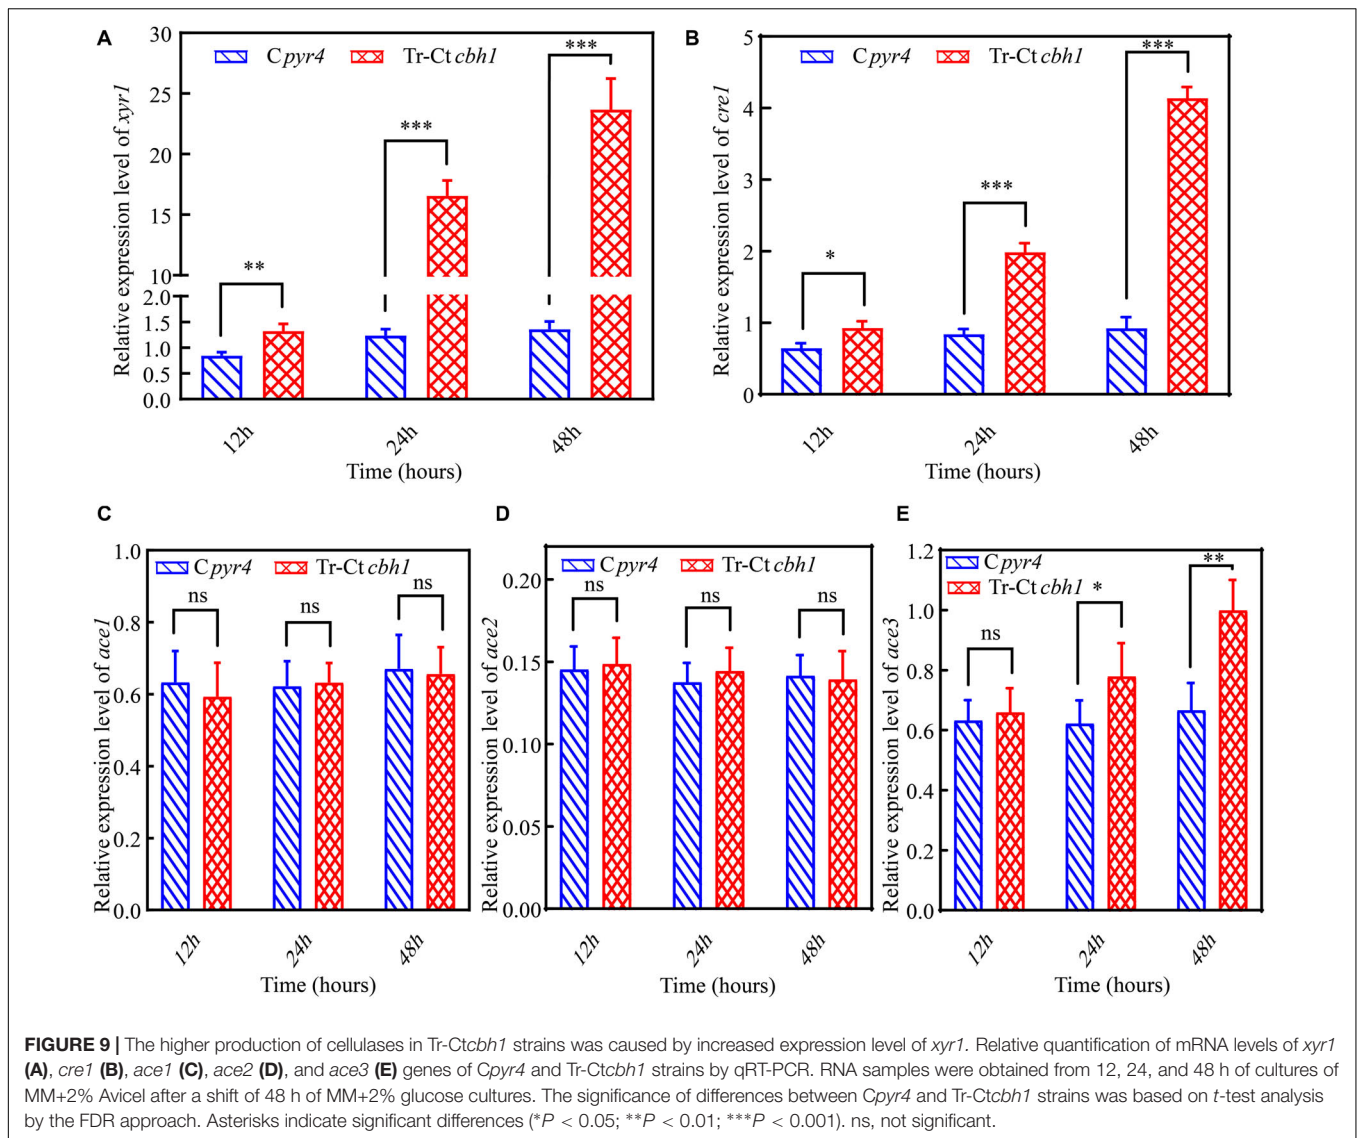 A
Cpyr4
Tr-Ct cbh1
Relative expression level of xyr1
30
25
20
15
10
2.0
1.5
1.0
0.5
0.0
**
***
***
12h
24h
48h
Time (hours)
B
Cpyr4
Tr-Ct cbh1
Relative expression level of cre1
5
4
3
2
1
0
*
***
***
12h
24h
48h
Time (hours)
C
Cpyr4
Tr-Ct cbh1
Relative expression level of ace1
1.0
0.8
0.6
0.4
0.2
0.0
ns
ns
ns
12h
24h
48h
Time (hours)
D
Cpyr4
Tr-Ct cbh1
Relative expression level of ace2
0.20
0.15
0.10
0.05
0.00
ns
ns
ns
12h
24h
48h
Time (hours)
E
Cpyr4
Tr-Ct cbh1
Relative expression level of ace3
1.2
1.0
0.8
0.6
0.4
0.2
0.0
ns
*
**
12h
24h
48h
Time (hours)
FIGURE 9 | The higher production of cellulases in Tr-Ctcbh1 strains was caused by increased expression level of xyr1. Relative quantification of mRNA levels of xyr1
(A), cre1 (B), ace1 (C), ace2 (D), and ace3 (E) genes of Cpyr4 and Tr-Ctcbh1 strains by qRT-PCR. RNA samples were obtained from 12, 24, and 48 h of cultures of
MM+2% Avicel after a shift of 48 h of MM+2% glucose cultures. The significance of differences between Cpyr4 and Tr-Ctcbh1 strains was based on t-test analysis
by the FDR approach. Asterisks indicate significant differences (*P < 0.05; **P < 0.01; ***P < 0.001). ns, not significant.